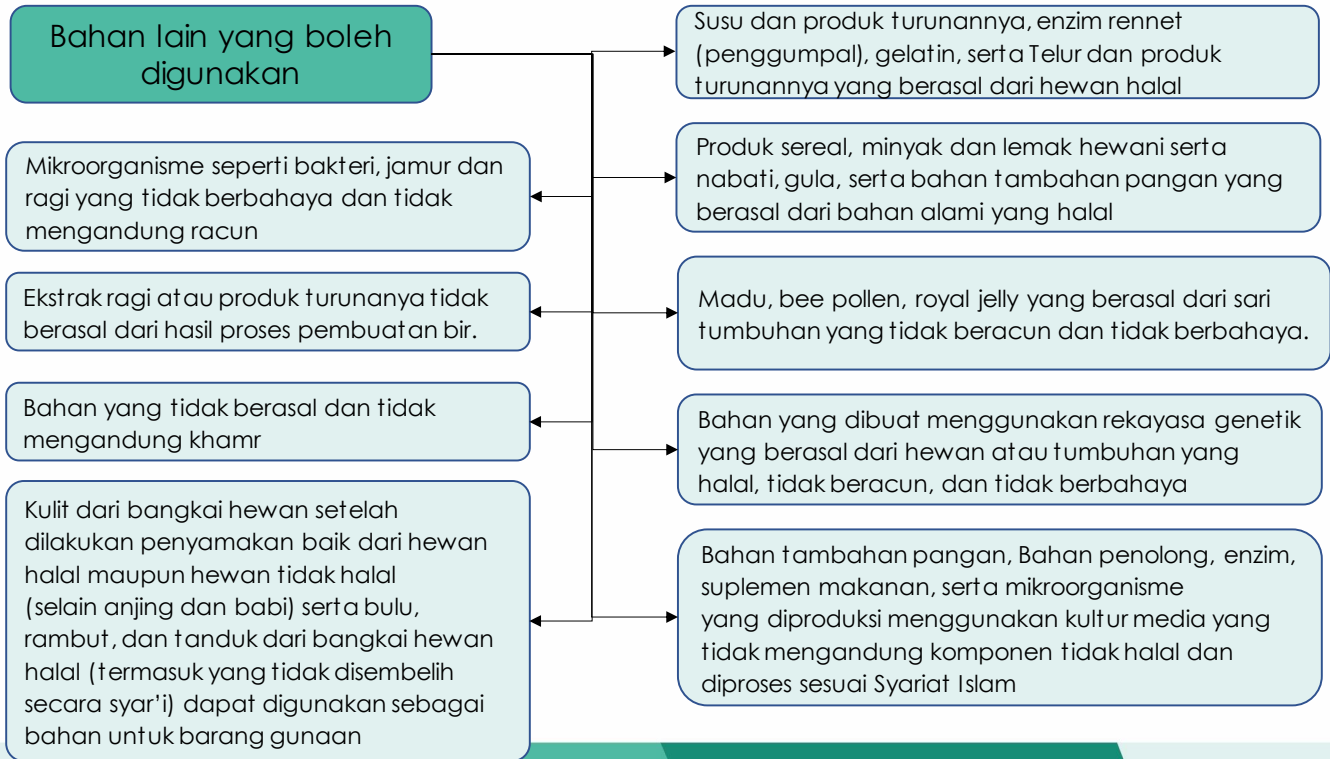 Bahan lain yang boleh
digunakan
Mikroorganisme seperti bakteri, jamur dan
ragi yang tidak berbahaya dan tidak
mengandung racun
Ekstrak ragi atau produk turunanya tidak
berasal dari hasil proses pembuatan bir.
Bahan yang tidak berasal dan tidak
mengandung khamr
Kulit dari bangkai hewan setelah
dilakukan penyamakan baik dari hewan
halal maupun hewan tidak halal
(selain anjing dan babi) serta bulu,
rambut, dan tanduk dari bangkai hewan
halal (termasuk yang tidak disembelih
secara syar’i) dapat digunakan sebagai
bahan untuk barang gunaan
Susu dan produk turunannya, enzim rennet
(penggumpal), gelatin, serta Telur dan produk
turunannya yang berasal dari hewan halal
Produk sereal, minyak dan lemak hewani serta
nabati, gula, serta bahan tambahan pangan yang
berasal dari bahan alami yang halal
Madu, bee pollen, royal jelly yang berasal dari sari
tumbuhan yang tidak beracun dan tidak berbahaya.
Bahan yang dibuat menggunakan rekayasa genetik
yang berasal dari hewan atau tumbuhan yang
halal, tidak beracun, dan tidak berbahaya
Bahan tambahan pangan, Bahan penolong, enzim,
suplemen makanan, serta mikroorganisme
yang diproduksi menggunakan kultur media yang
tidak mengandung komponen tidak halal dan
diproses sesuai Syariat Islam